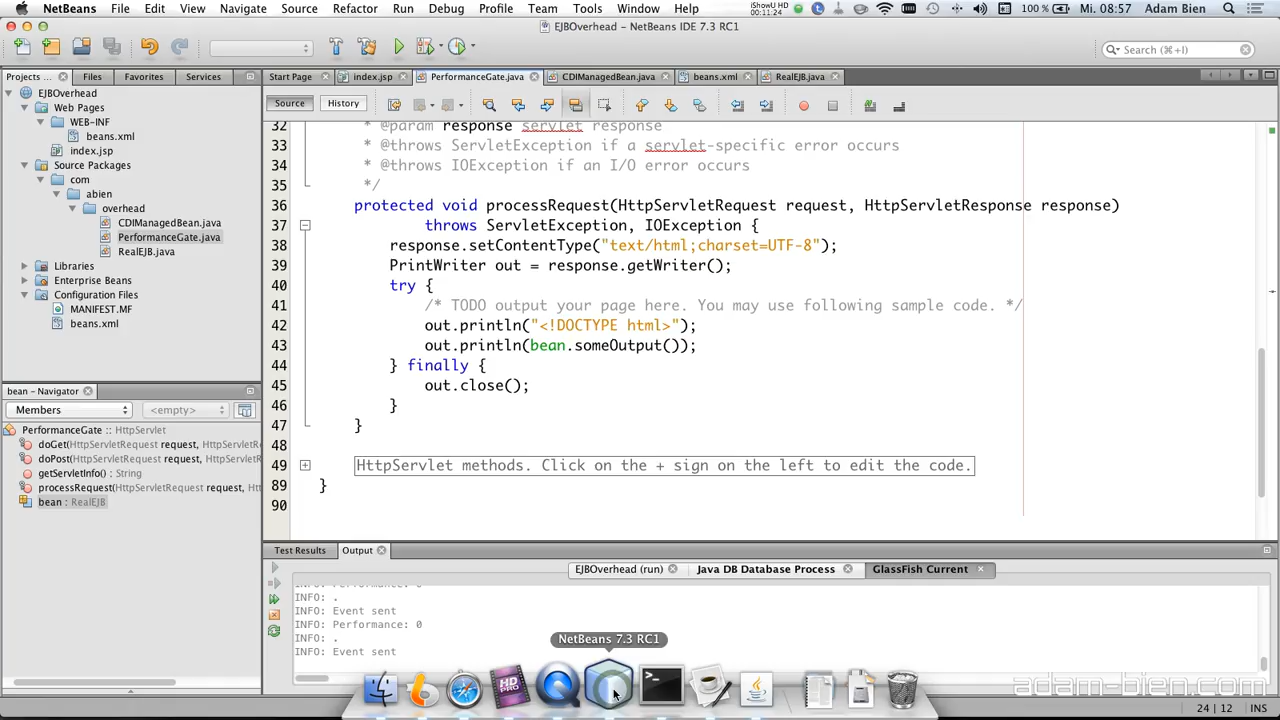 NetBeans File Edit View Navigate Source Refactor Run Debug Profile Team Tools Window Help iShowU HD 00:11:24 100 % Mi. 08:57 Adam Bien
EJBOverhead – NetBeans IDE 7.3 RC1
Search (⌘+I)
Projects ... Files Favorites Services
Start Page index.jsp PerformanceGate.java CDIManagedBean.java beans.xml RealEJB.java
Source History
EJBOverhead
Web Pages
WEB-INF
beans.xml
index.jsp
Source Packages
com
abien
overhead
CDIManagedBean.java
PerformanceGate.java
RealEJB.java
Libraries
Enterprise Beans
Configuration Files
MANIFEST.MF
beans.xml
32 * @param response servlet response
33 * @throws ServletException if a servlet-specific error occurs
34 * @throws IOException if an I/O error occurs
35 */
36 protected void processRequest(HttpServletRequest request, HttpServletResponse response)
37 throws ServletException, IOException {
38 response.setContentType("text/html;charset=UTF-8");
39 PrintWriter out = response.getWriter();
40 try {
41 /* TODO output your page here. You may use following sample code. */
42 out.println("<!DOCTYPE html>");
43 out.println(bean.someOutput());
44 } finally {
45 out.close();
46 }
47 }
48
49 HttpServlet methods. Click on the + sign on the left to edit the code.
89 }
90
bean – Navigator
Members <empty>
PerformanceGate :: HttpServlet
doGet(HttpServletRequest request, HttpServletR
doPost(HttpServletRequest request, HttpServlet
getServletInfo() : String
processRequest(HttpServletRequest request, Htt
bean : RealEJB
Test Results Output
EJBOverhead (run) Java DB Database Process GlassFish Current
INFO: Performance: 0
INFO: .
INFO: Event sent
INFO: Performance: 0
INFO: .
INFO: Event sent
NetBeans 7.3 RC1
HD PRO
adam-bien.com
24 | 12 INS